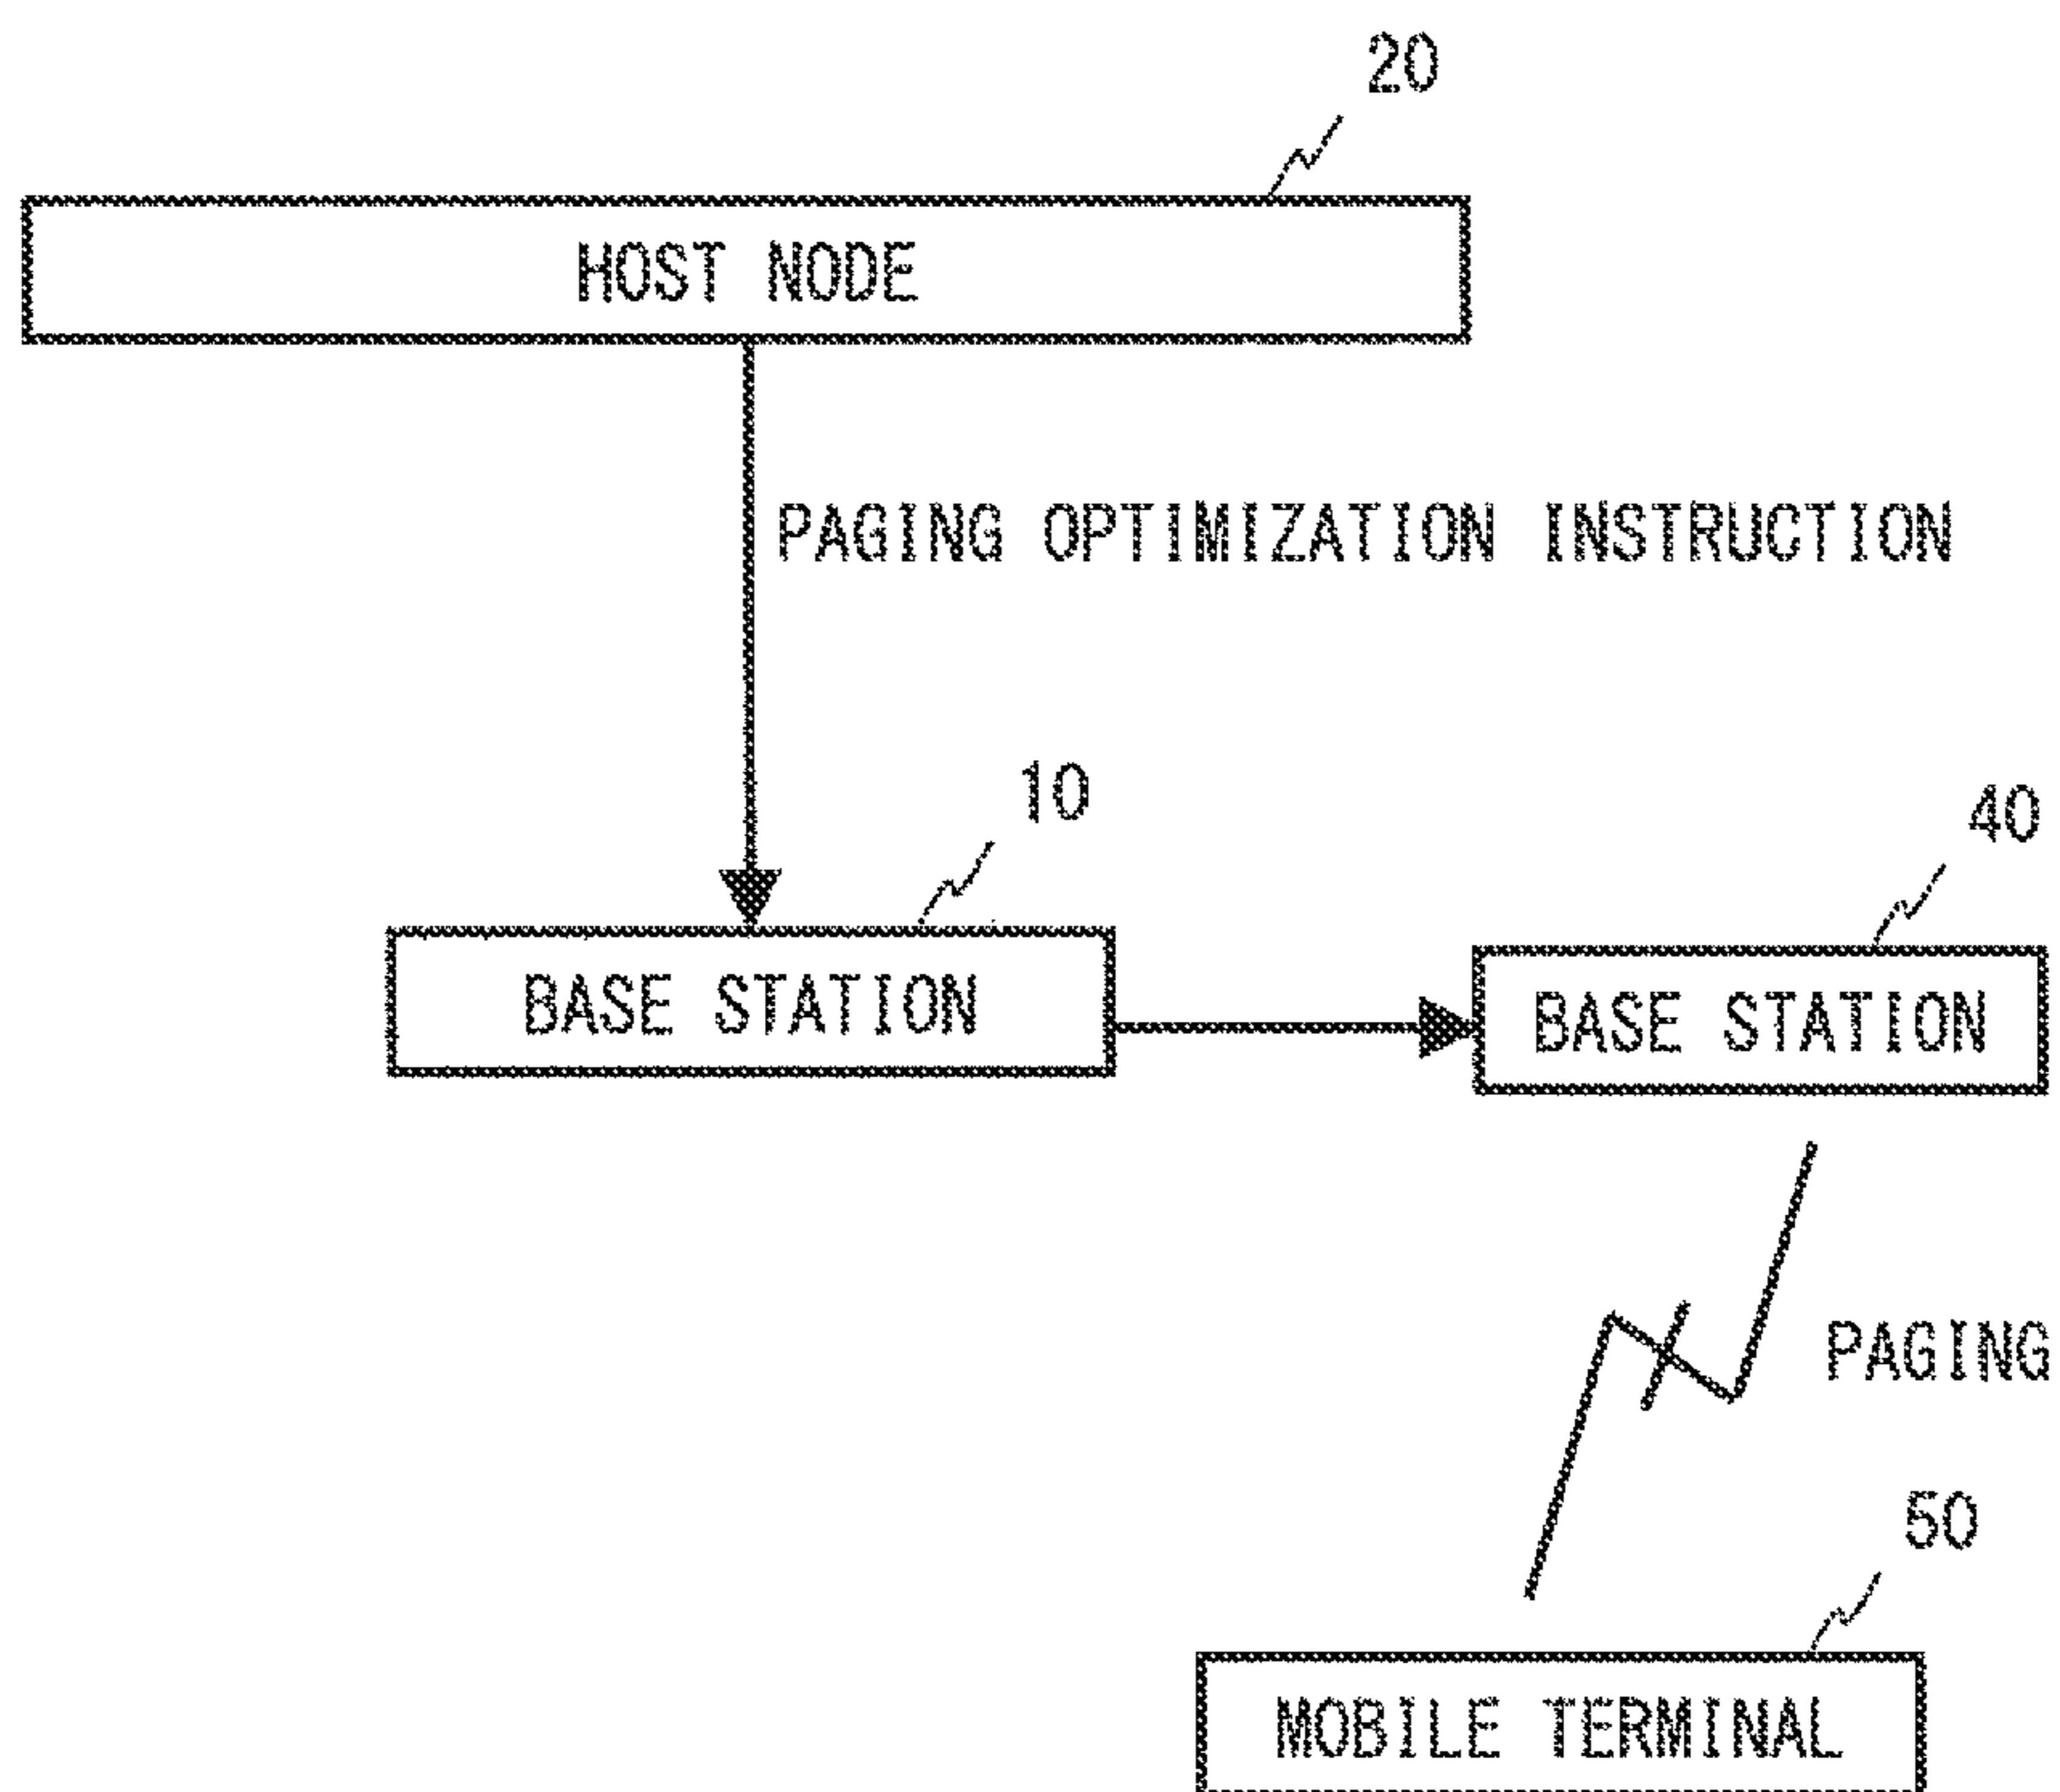 20
HOST NODE
PAGING OPTIMIZATION INSTRUCTION
10
40
BASE STATION
BASE STATION
PAGING
50
MOBILE TERMINAL